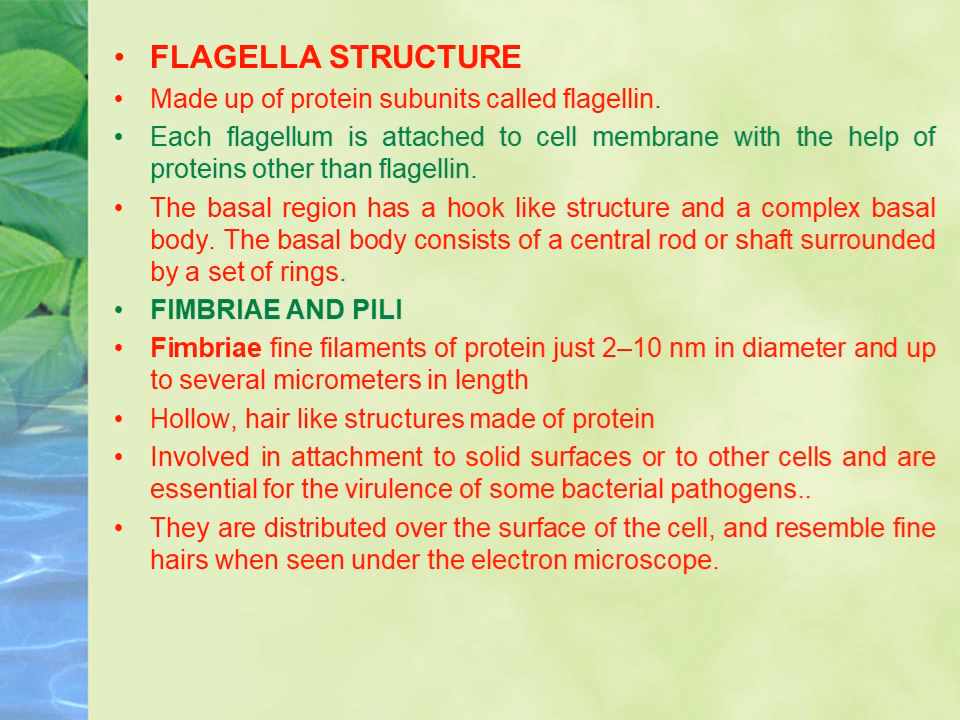 • FLAGELLA STRUCTURE
• Made up of protein subunits called flagellin.
• Each flagellum is attached to cell membrane with the help of
proteins other than flagellin.
• The basal region has a hook like structure and a complex basal
body. The basal body consists of a central rod or shaft surrounded
by a set of rings.
• FIMBRIAE AND PILI
• Fimbriae fine filaments of protein just 2–10 nm in diameter and up
to several micrometers in length
• Hollow, hair like structures made of protein
• Involved in attachment to solid surfaces or to other cells and are
essential for the virulence of some bacterial pathogens..
• They are distributed over the surface of the cell, and resemble fine
hairs when seen under the electron microscope.